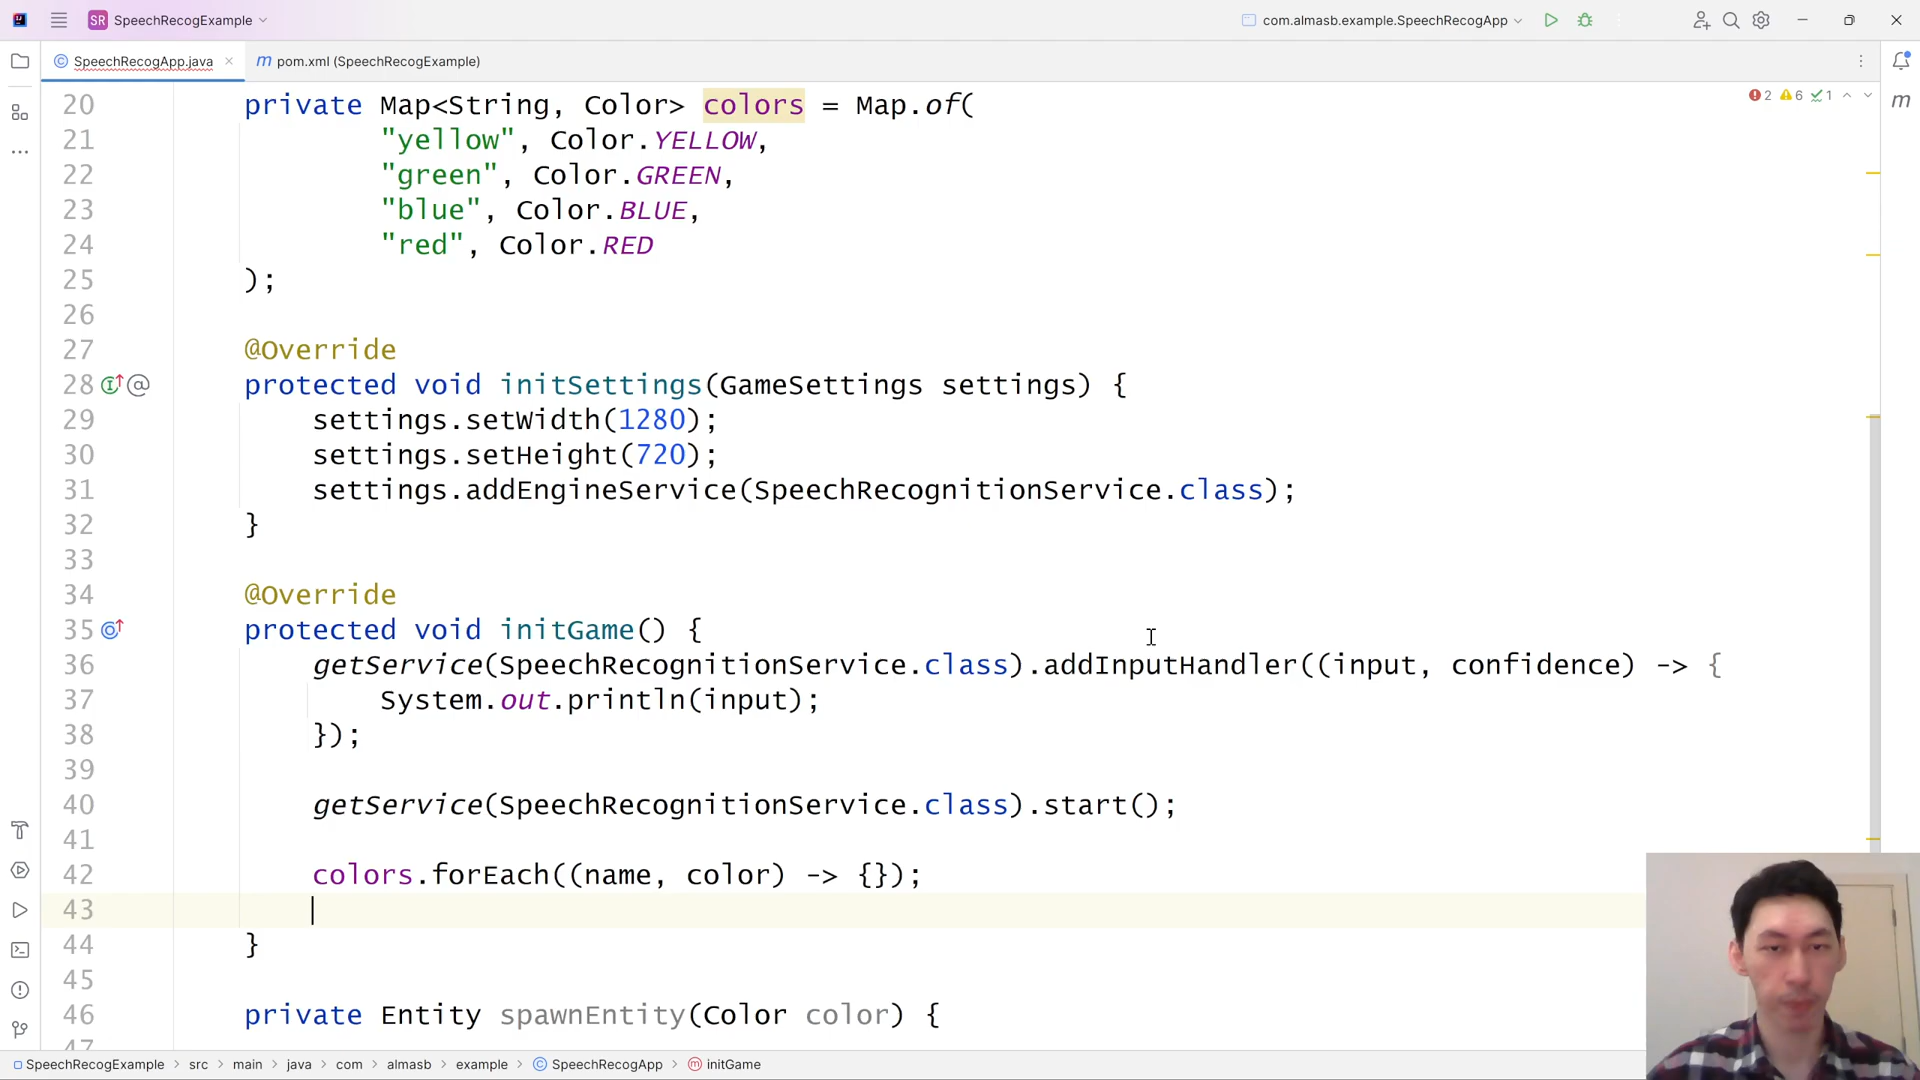 SR SpeechRecogExample
com.almasb.example.SpeechRecogApp
SpeechRecogApp.java
m pom.xml (SpeechRecogExample)
2 6 1
m
20 private Map<String, Color> colors = Map.of(
21 "yellow", Color.YELLOW,
22 "green", Color.GREEN,
23 "blue", Color.BLUE,
24 "red", Color.RED
25 );
26
27 @Override
28 protected void initSettings(GameSettings settings) {
29 settings.setWidth(1280);
30 settings.setHeight(720);
31 settings.addEngineService(SpeechRecognitionService.class);
32 }
33
34 @Override
35 protected void initGame() {
36 getService(SpeechRecognitionService.class).addInputHandler((input, confidence) -> {
37 System.out.println(input);
38 });
39
40 getService(SpeechRecognitionService.class).start();
41
42 colors.forEach((name, color) -> {});
43
44 }
45
46 private Entity spawnEntity(Color color) {
47
SpeechRecogExample > src > main > java > com > almasb > example > SpeechRecogApp > initGame